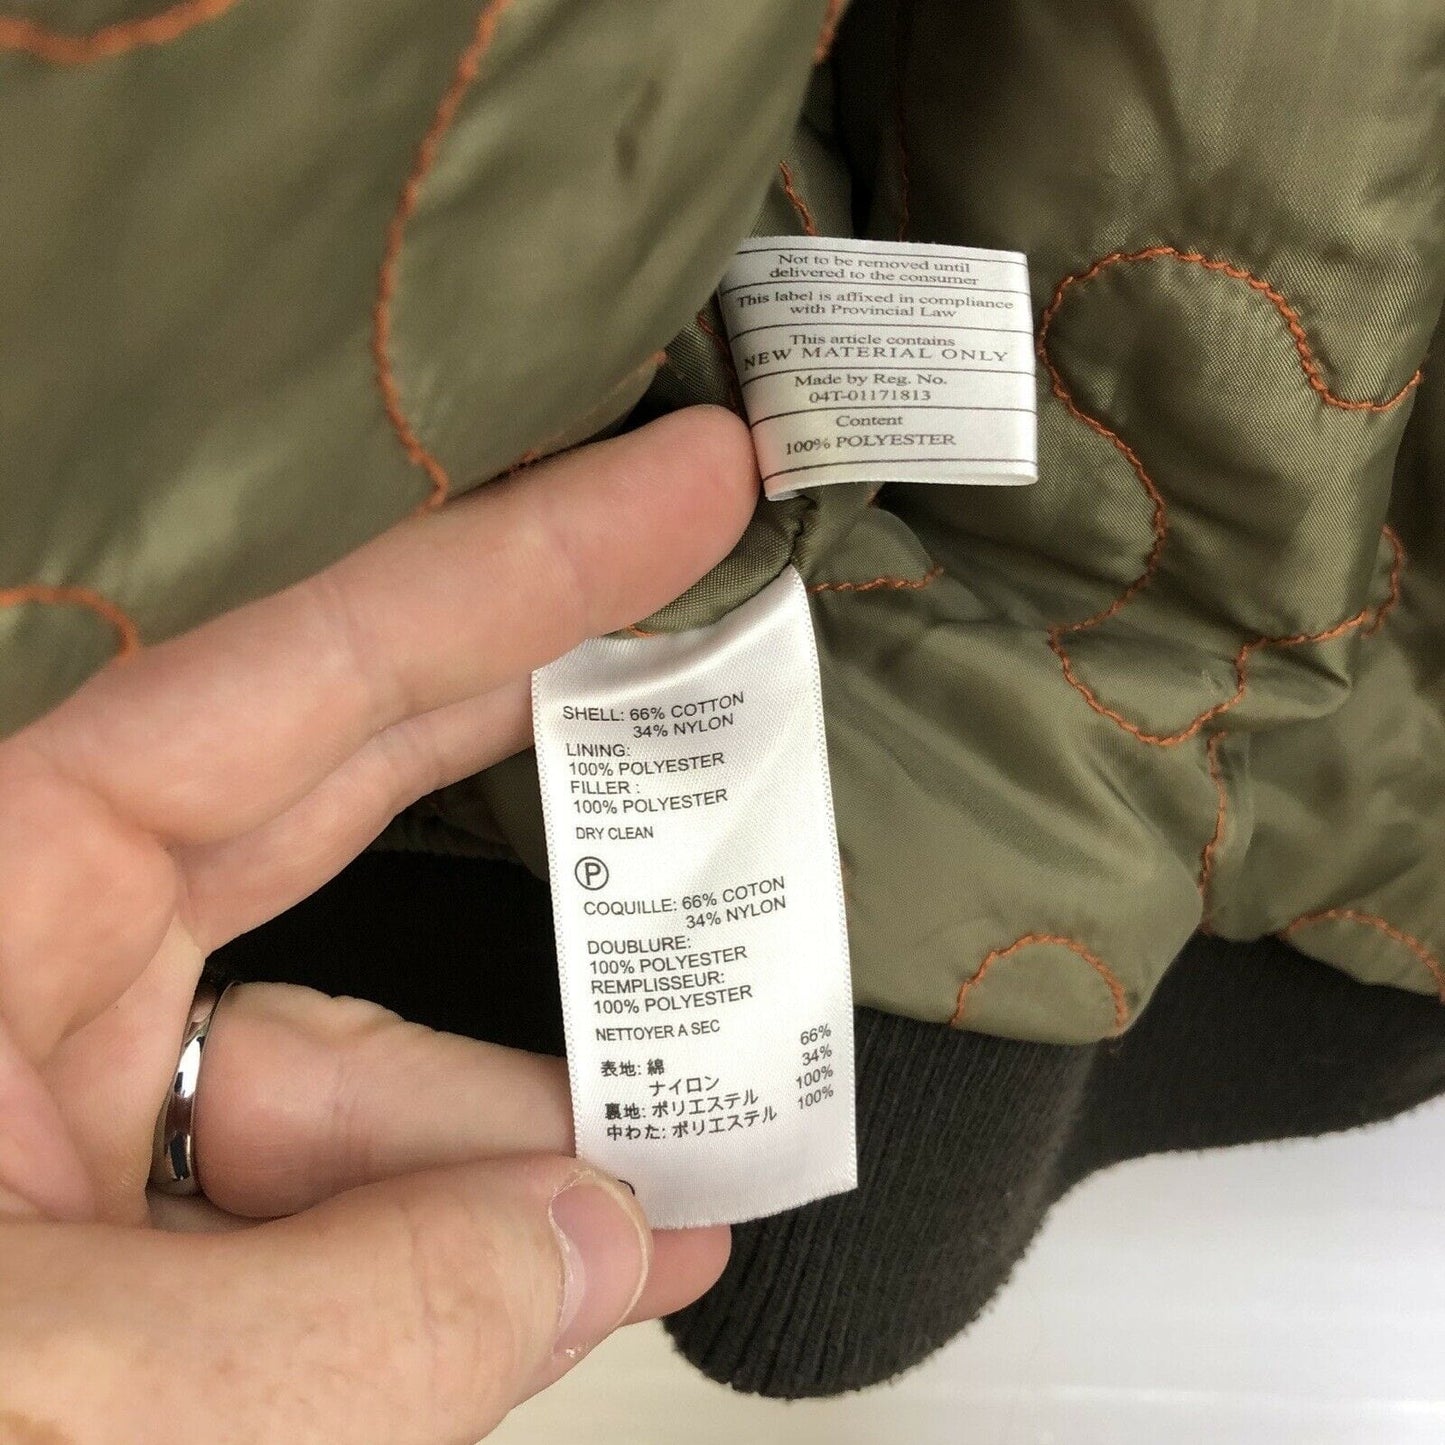 Not to be removed until
delivered to the consumer
This label is affixed in compliance
with Provincial Law
This article contains
NEW MATERIAL ONLY
Made by Reg. No.
04T-01171813
Content
100% POLYESTER
SHELL: 66% COTTON
34% NYLON
LINING:
100% POLYESTER
FILLER :
100% POLYESTER
DRY CLEAN
P
COQUILLE: 66% COTON
34% NYLON
DOUBLURE:
100% POLYESTER
REMPLISSEUR:
100% POLYESTER
NETTOYER A SEC
表地: 綿 66%
ナイロン 34%
裏地: ポリエステル 100%
中わた: ポリエステル 100%